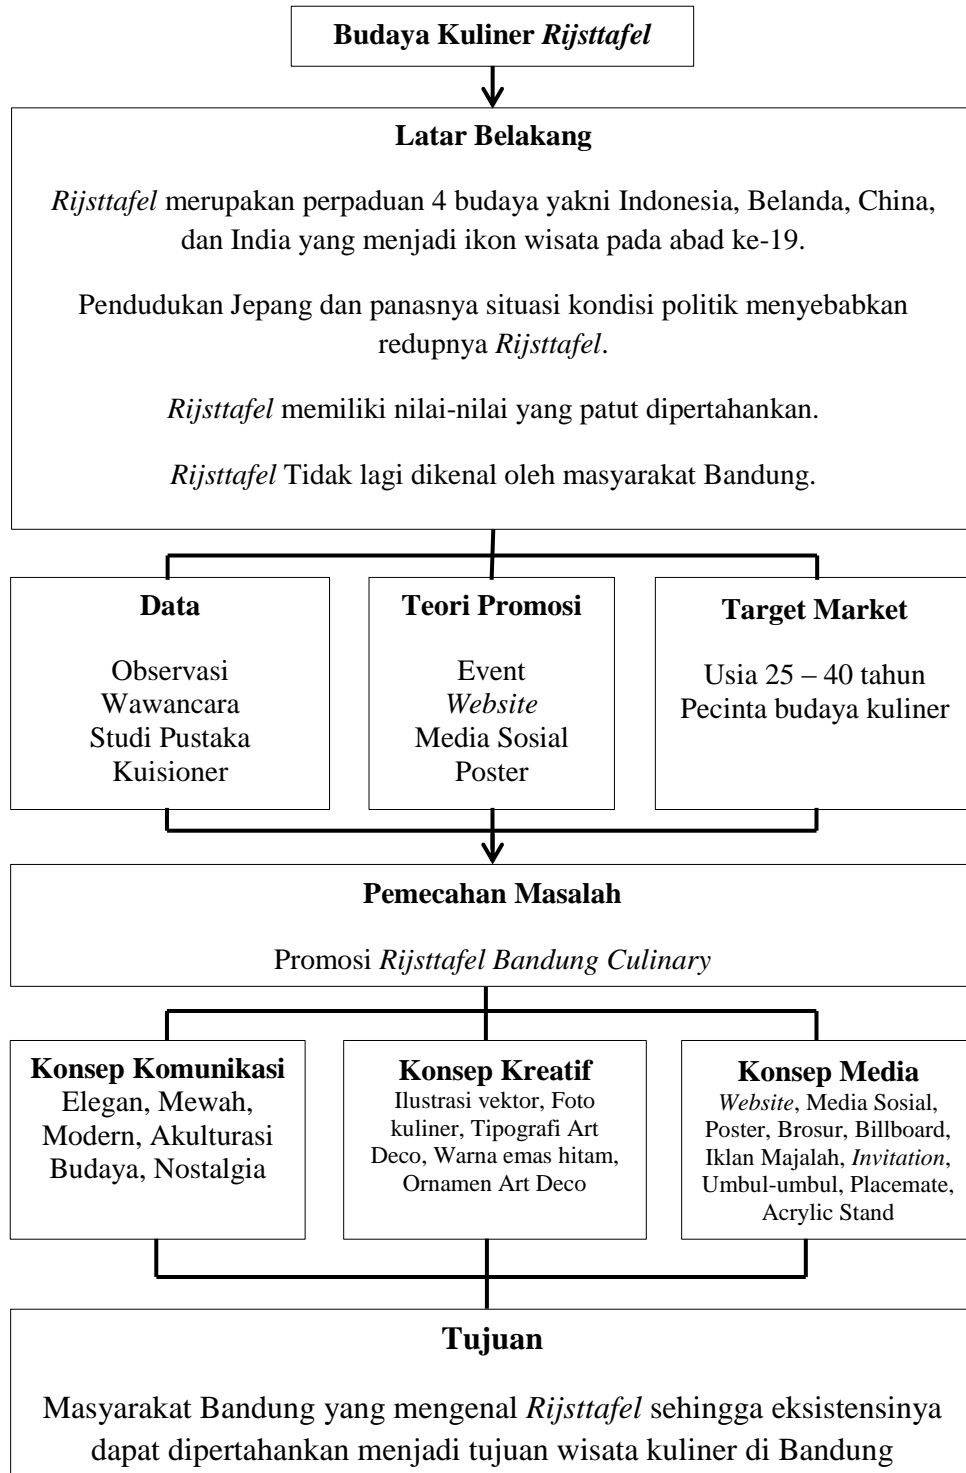 Budaya Kuliner Rijsttafel
Latar Belakang
Rijsttafel merupakan perpaduan 4 budaya yakni Indonesia, Belanda, China,
dan India yang menjadi ikon wisata pada abad ke-19.
Pendudukan Jepang dan panasnya situasi kondisi politik menyebabkan
redupnya Rijsttafel.
Rijsttafel memiliki nilai-nilai yang patut dipertahankan.
Rijsttafel Tidak lagi dikenal oleh masyarakat Bandung.
Data
Observasi
Wawancara
Studi Pustaka
Kuisioner
Teori Promosi
Event
Website
Media Sosial
Poster
Target Market
Usia 25 – 40 tahun
Pecinta budaya kuliner
Pemecahan Masalah
Promosi Rijsttafel Bandung Culinary
Konsep Komunikasi
Elegan, Mewah,
Modern, Akulturasi
Budaya, Nostalgia
Konsep Kreatif
Ilustrasi vektor, Foto
kuliner, Tipografi Art
Deco, Warna emas hitam,
Ornamen Art Deco
Konsep Media
Website, Media Sosial,
Poster, Brosur, Billboard,
Iklan Majalah, Invitation,
Umbul-umbul, Placemate,
Acrylic Stand
Tujuan
Masyarakat Bandung yang mengenal Rijsttafel sehingga eksistensinya
dapat dipertahankan menjadi tujuan wisata kuliner di Bandung